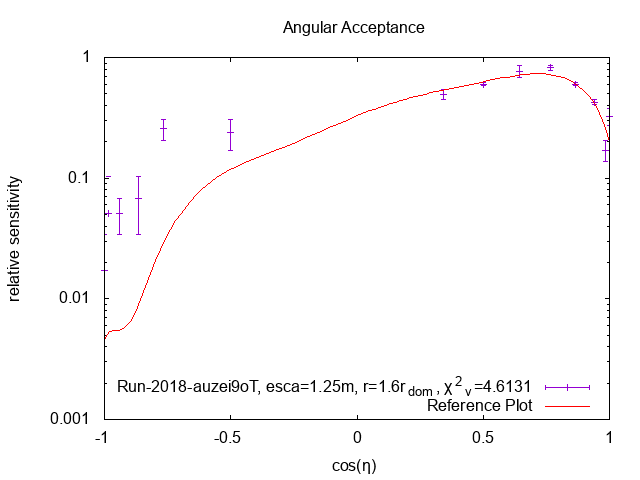 Angular Acceptance
1
0.1
0.01
0.001
relative sensitivity
Run-2018-auzei9oT, esca=1.25m, r=1.6r_dom, χ²_ν=4.6131
Reference Plot
-1 -0.5 0 0.5 1
cos(η)